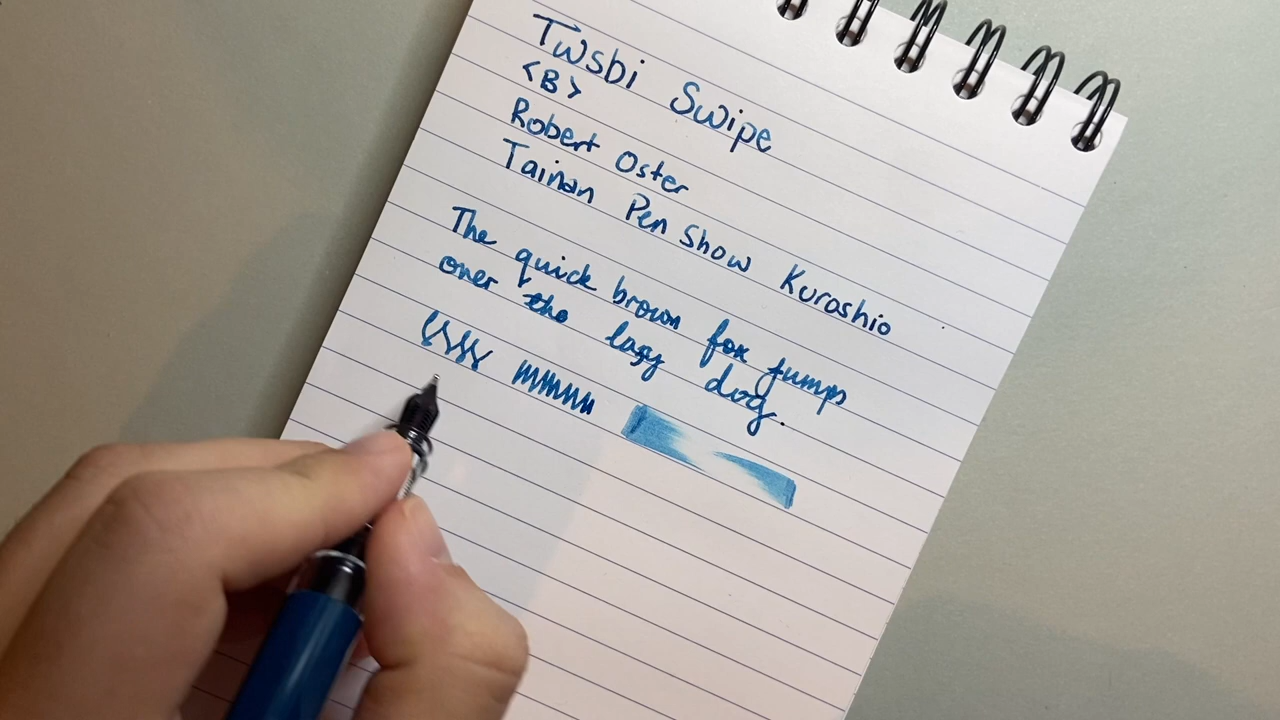 Twsbi Swipe
<B>
Robert Oster
Tainan Pen Show Kuroshio
The quick brown fox jumps
over the lazy dog.